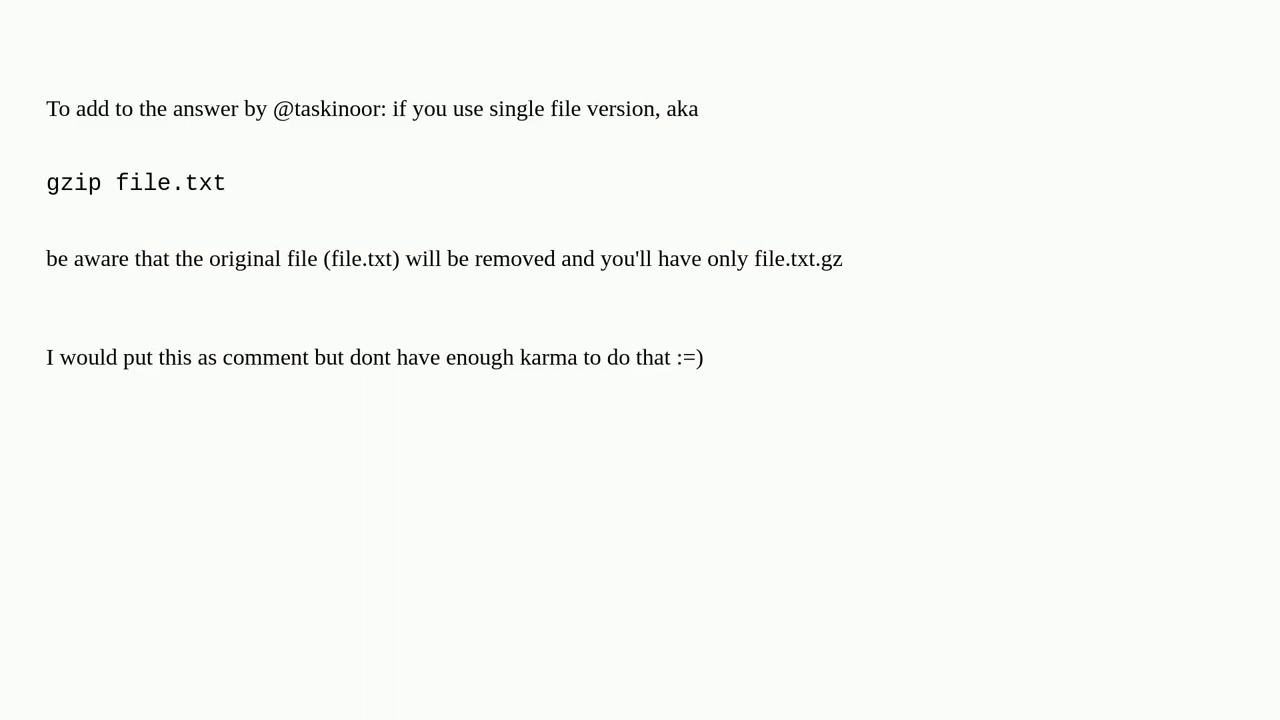 To add to the answer by @taskinoor: if you use single file version, aka
gzip file.txt
be aware that the original file (file.txt) will be removed and you'll have only file.txt.gz
I would put this as comment but dont have enough karma to do that :=)